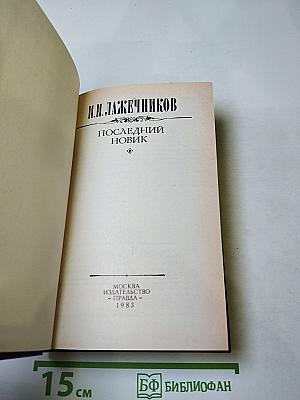 И.И.ЛАЖЕЧНИКОВ
ПОСЛЕДНИЙ
НОВИК
МОСКВА
ИЗДАТЕЛЬСТВО
«ПРАВДА»
1983
15 см
БФ БИБЛИОФАН